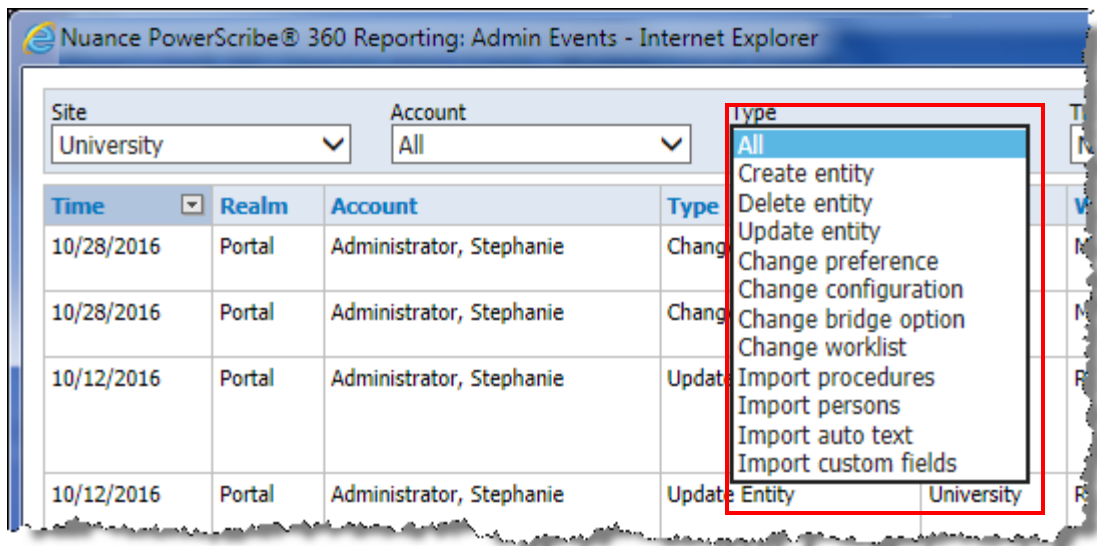 Nuance PowerScribe® 360 Reporting: Admin Events - Internet Explorer
Site Account Type
University All All
Create entity
Delete entity
Update entity
Change preference
Change configuration
Change bridge option
Change worklist
Import procedures
Import persons
Import auto text
Import custom fields
Time Realm Account Type
10/28/2016 Portal Administrator, Stephanie
10/28/2016 Portal Administrator, Stephanie
10/12/2016 Portal Administrator, Stephanie Update
10/12/2016 Portal Administrator, Stephanie Update Entity University